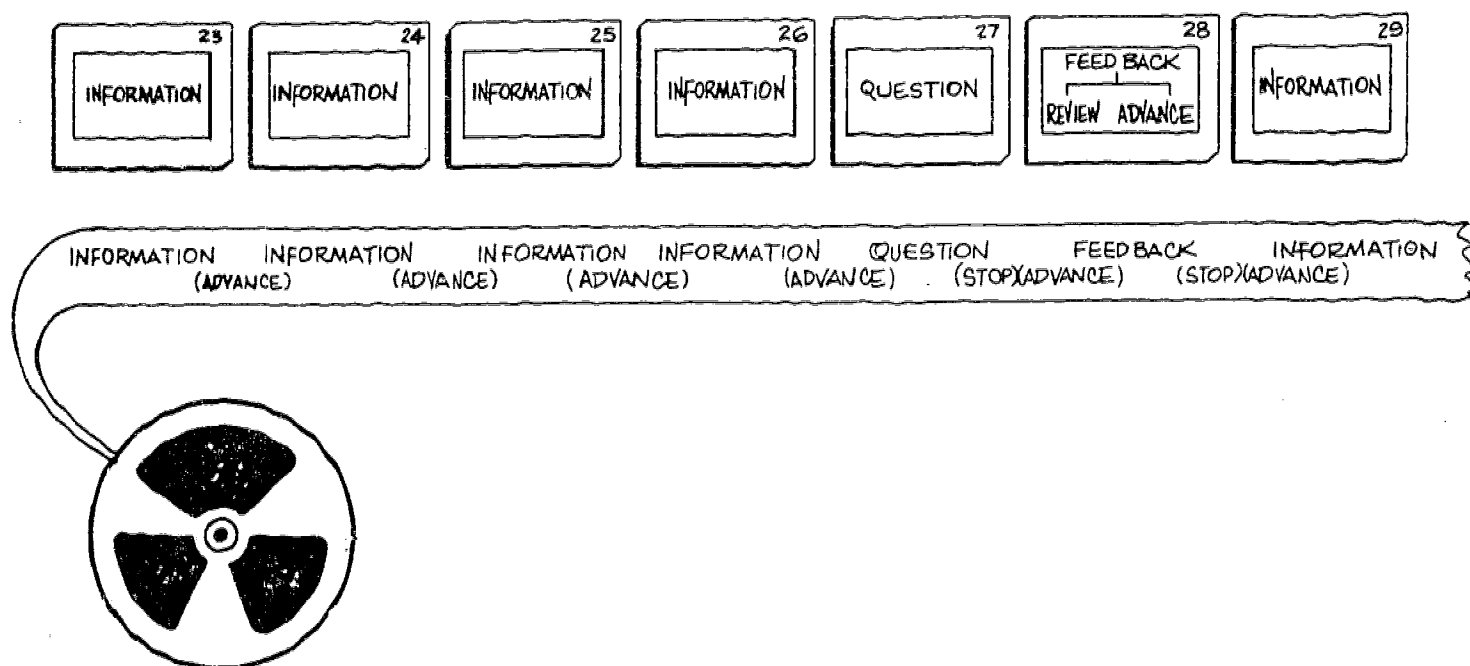 23 24 25 26 27 28 29
FEED BACK
INFORMATION INFORMATION INFORMATION INFORMATION QUESTION REVIEW ADVANCE INFORMATION
INFORMATION INFORMATION INFORMATION INFORMATION QUESTION FEEDBACK INFORMATION
(ADVANCE) (ADVANCE) (ADVANCE) (ADVANCE) (STOP)(ADVANCE) (STOP)(ADVANCE)